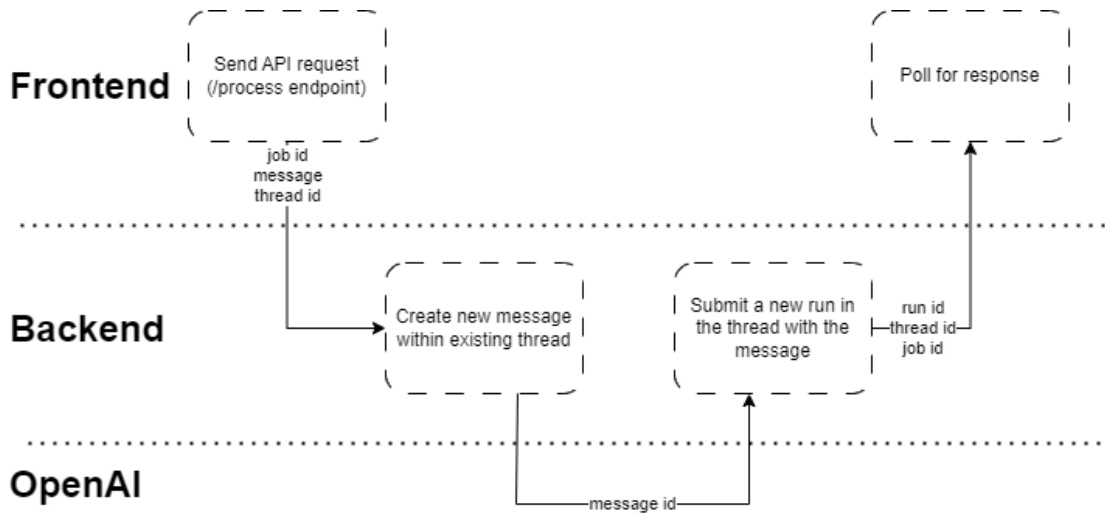 Frontend
Send API request
(/process endpoint)
Poll for response
job id
message
thread id
Backend
Create new message
within existing thread
Submit a new run in
the thread with the
message
run id
thread id
job id
OpenAI
message id